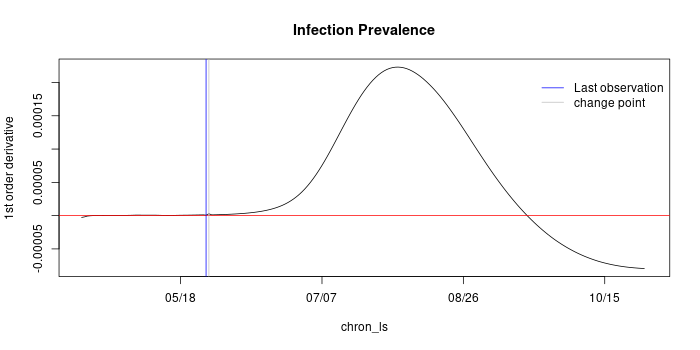 Infection Prevalence
Last observation
change point
1st order derivative
0.00015
0.00005
-0.00005
05/18
07/07
08/26
10/15
chron_ls